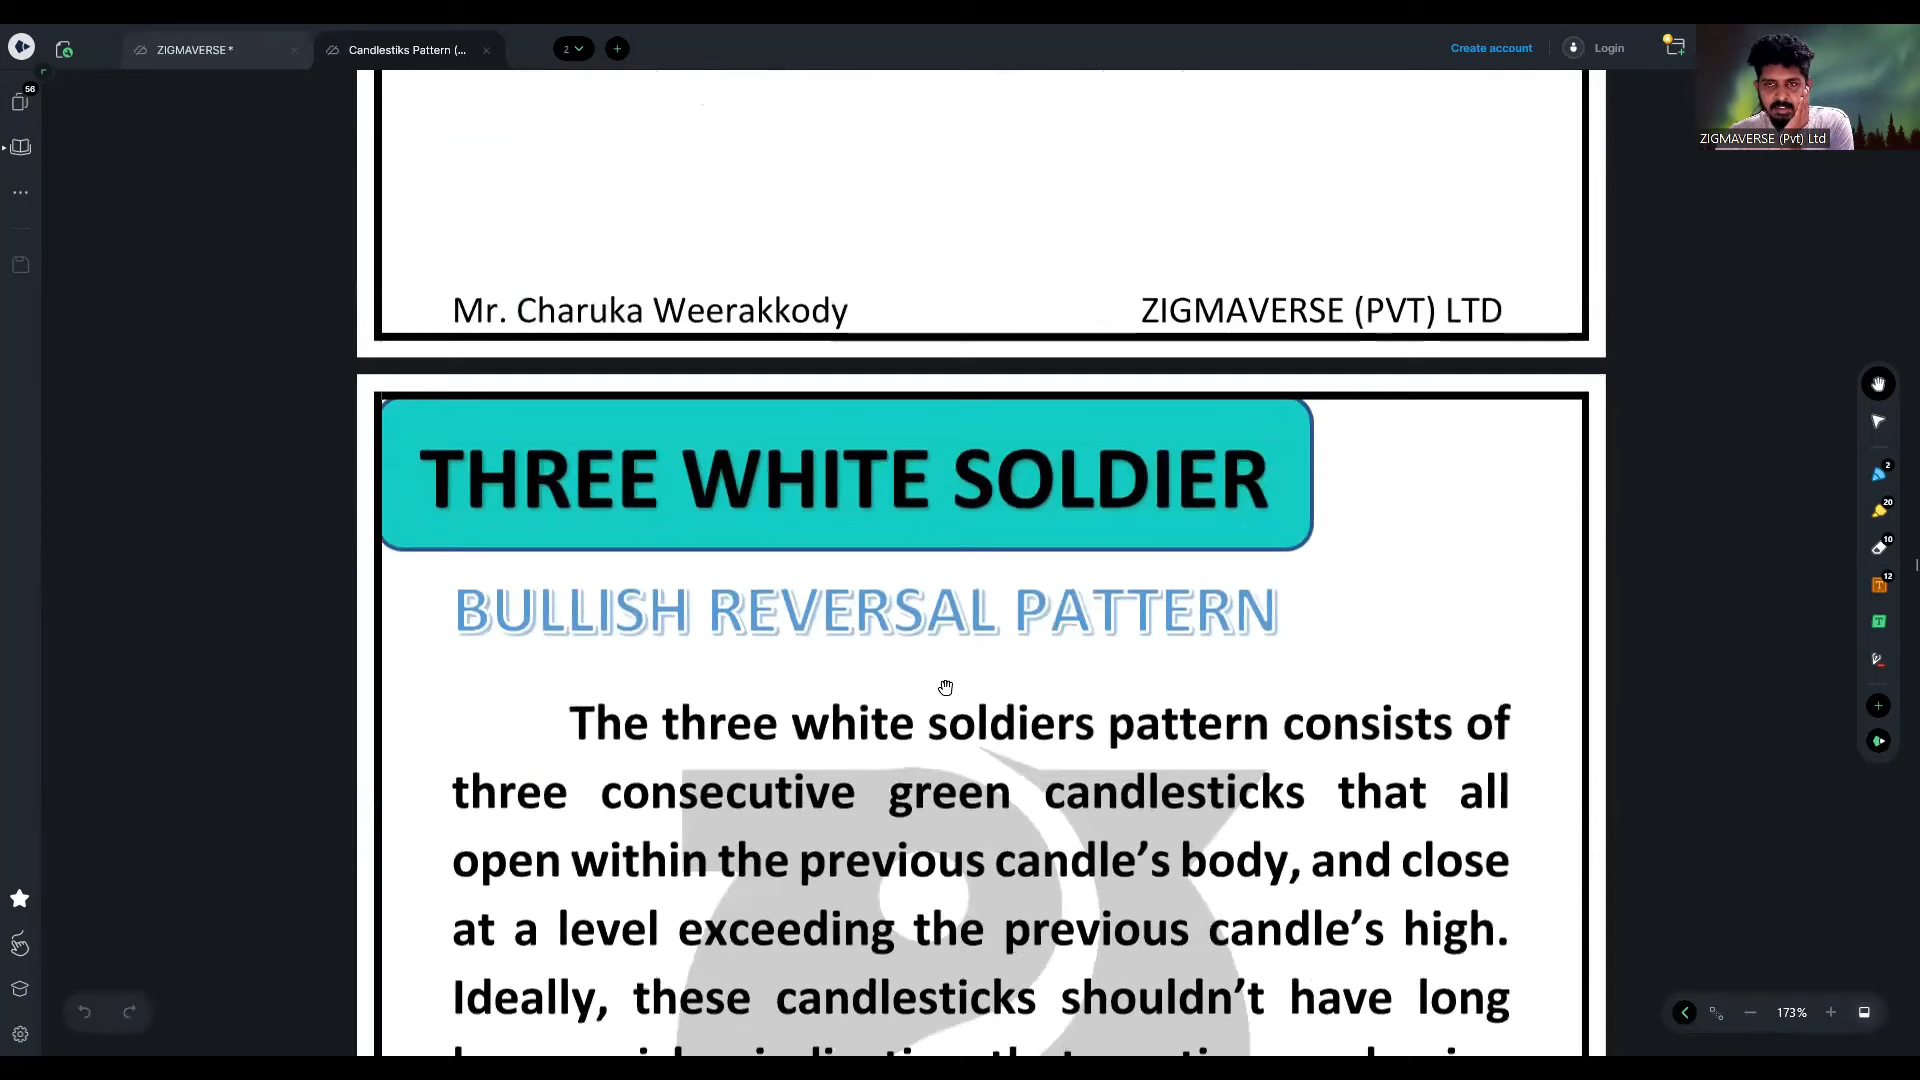 ZIGMAVERSE *
Candlestiks Pattern (...
2
Create account
Login
56
ZIGMAVERSE (Pvt) Ltd
Mr. Charuka Weerakkody
ZIGMAVERSE (PVT) LTD
THREE WHITE SOLDIER
BULLISH REVERSAL PATTERN
The three white soldiers pattern consists of
three consecutive green candlesticks that all
open within the previous candle's body, and close
at a level exceeding the previous candle's high.
Ideally, these candlesticks shouldn't have long
2
20
10
12
173%